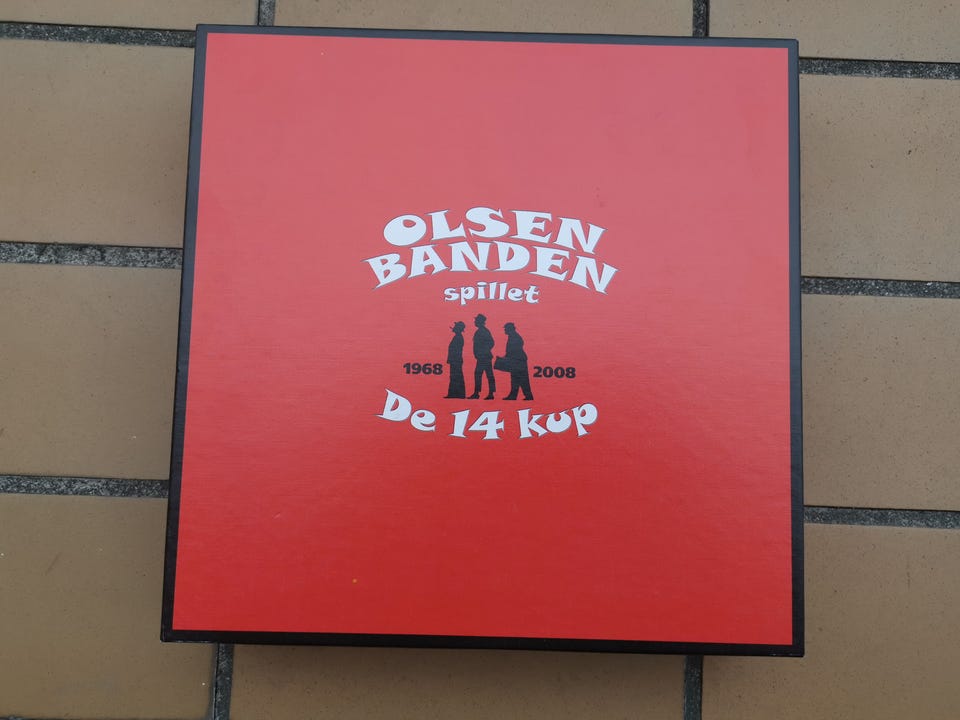 OLSEN
BANDEN
spillet
1968 2008
De 14 kup